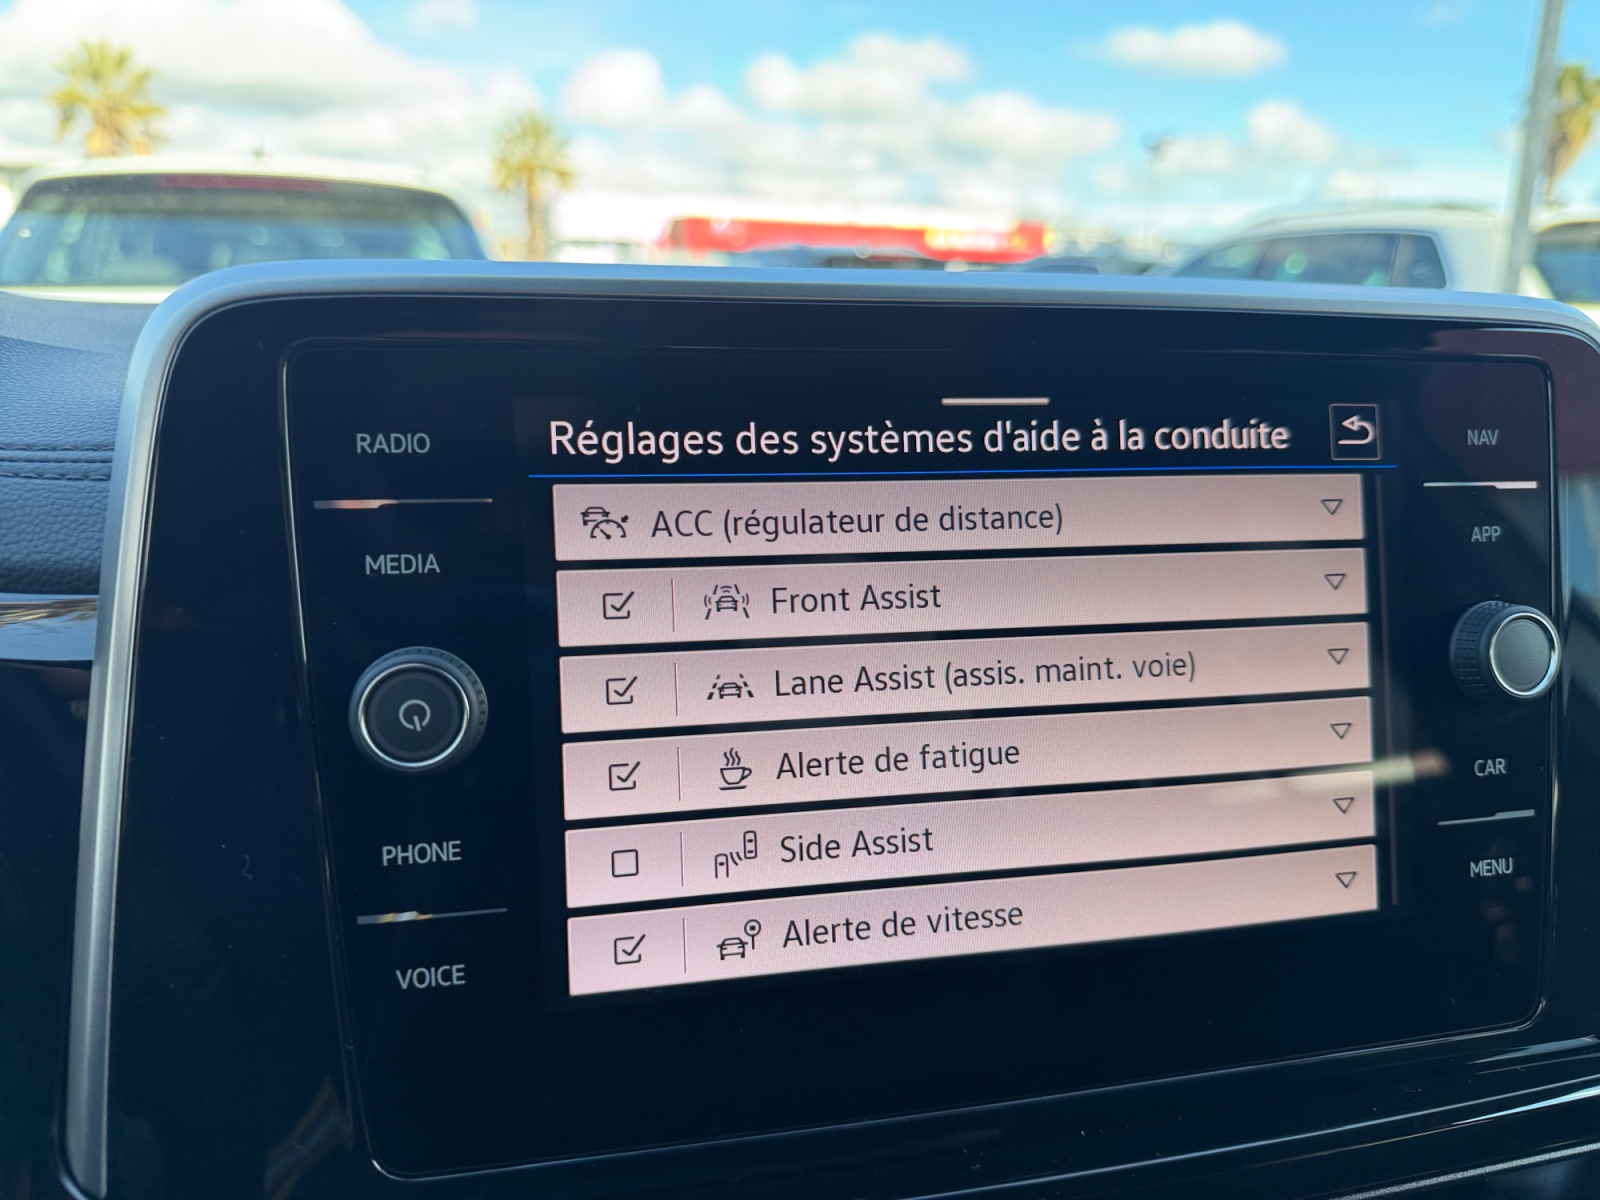 Réglages des systèmes d'aide à la conduite
RADIO
MEDIA
PHONE
VOICE
ACC (régulateur de distance)
Front Assist
Lane Assist (assis. maint. voie)
Alerte de fatigue
Side Assist
Alerte de vitesse
NAV
APP
CAR
MENU